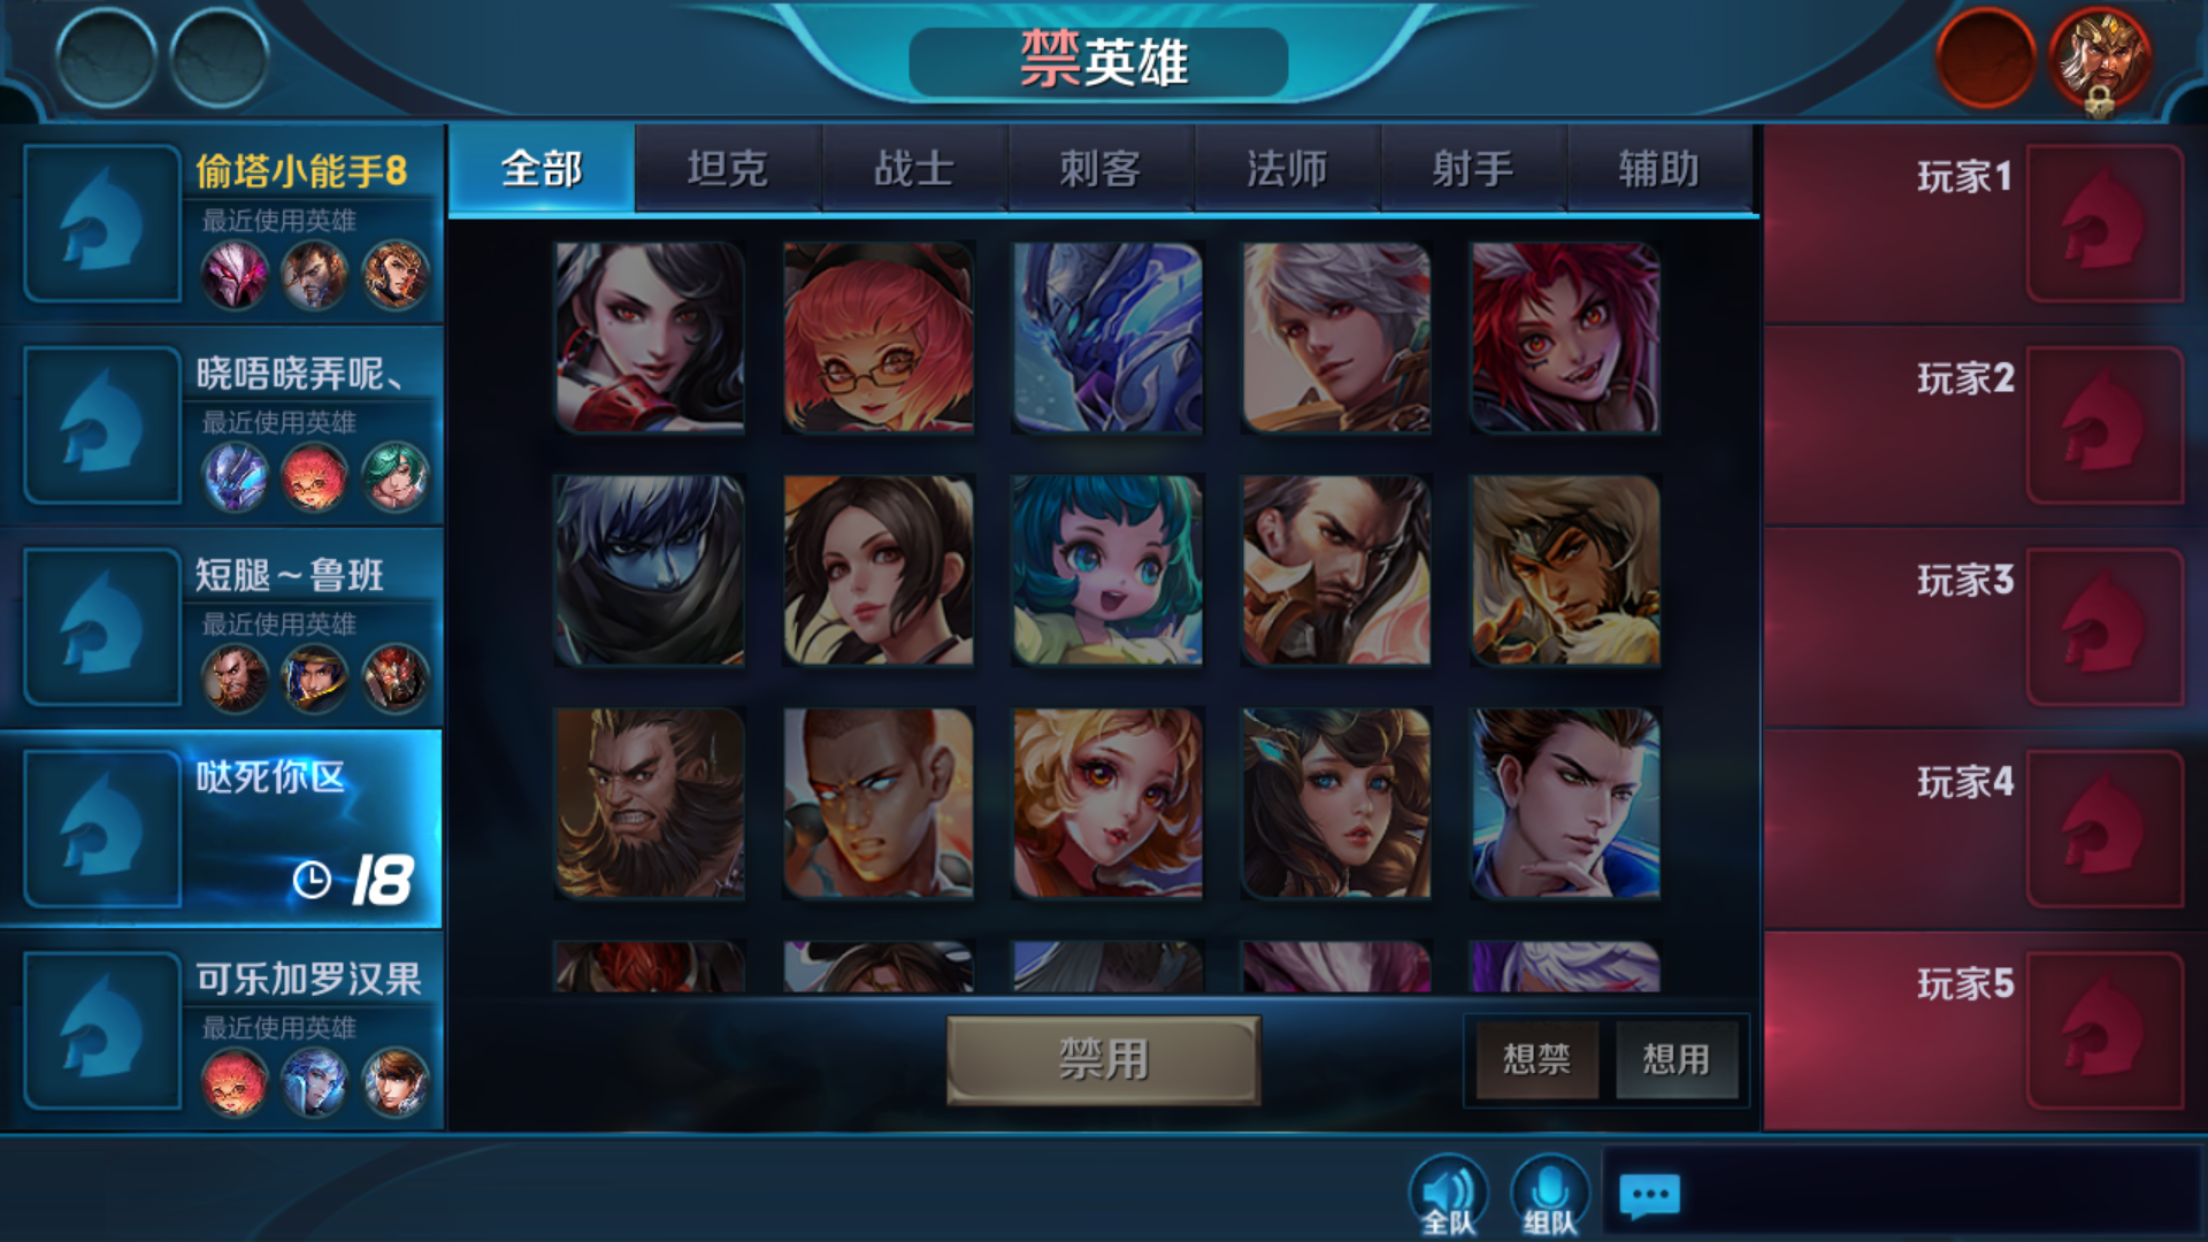 禁英雄
偷塔小能手8
最近使用英雄
晓唔晓弄呢、
最近使用英雄
短腿~鲁班
最近使用英雄
哒死你区
18
可乐加罗汉果
最近使用英雄
全部 坦克 战士 刺客 法师 射手 辅助
禁用
想禁 想用
玩家1
玩家2
玩家3
玩家4
玩家5
全队 组队